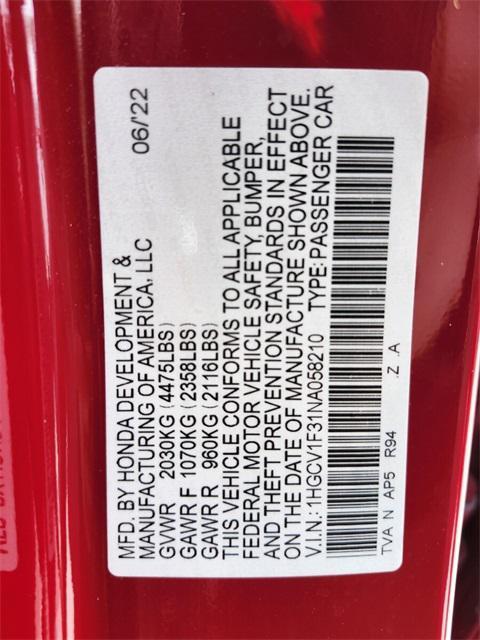 MFD. BY HONDA DEVELOPMENT &
MANUFACTURING OF AMERICA, LLC 06/'22
GVWR 2030KG (4475LBS)
GAWR F 1070KG (2358LBS)
GAWR R 960KG (2116LBS)
THIS VEHICLE CONFORMS TO ALL APPLICABLE
FEDERAL MOTOR VEHICLE SAFETY, BUMPER,
AND THEFT PREVENTION STANDARDS IN EFFECT
ON THE DATE OF MANUFACTURE SHOWN ABOVE.
V.I.N.: 1HGCV1F31NA058210 TYPE: PASSENGER CAR
TVA N AP5 R94 .Z .A